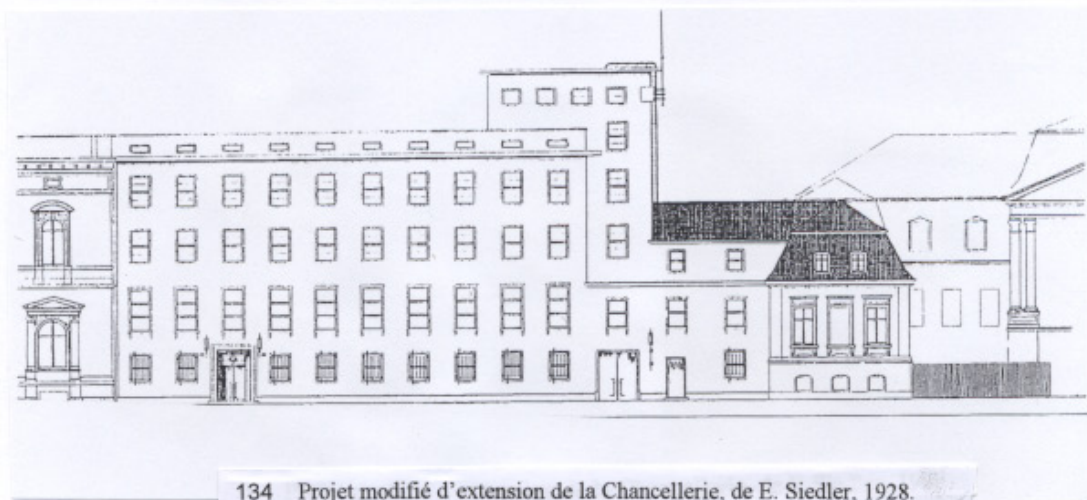 134 Projet modifié d'extension de la Chancellerie, de E. Siedler, 1928.